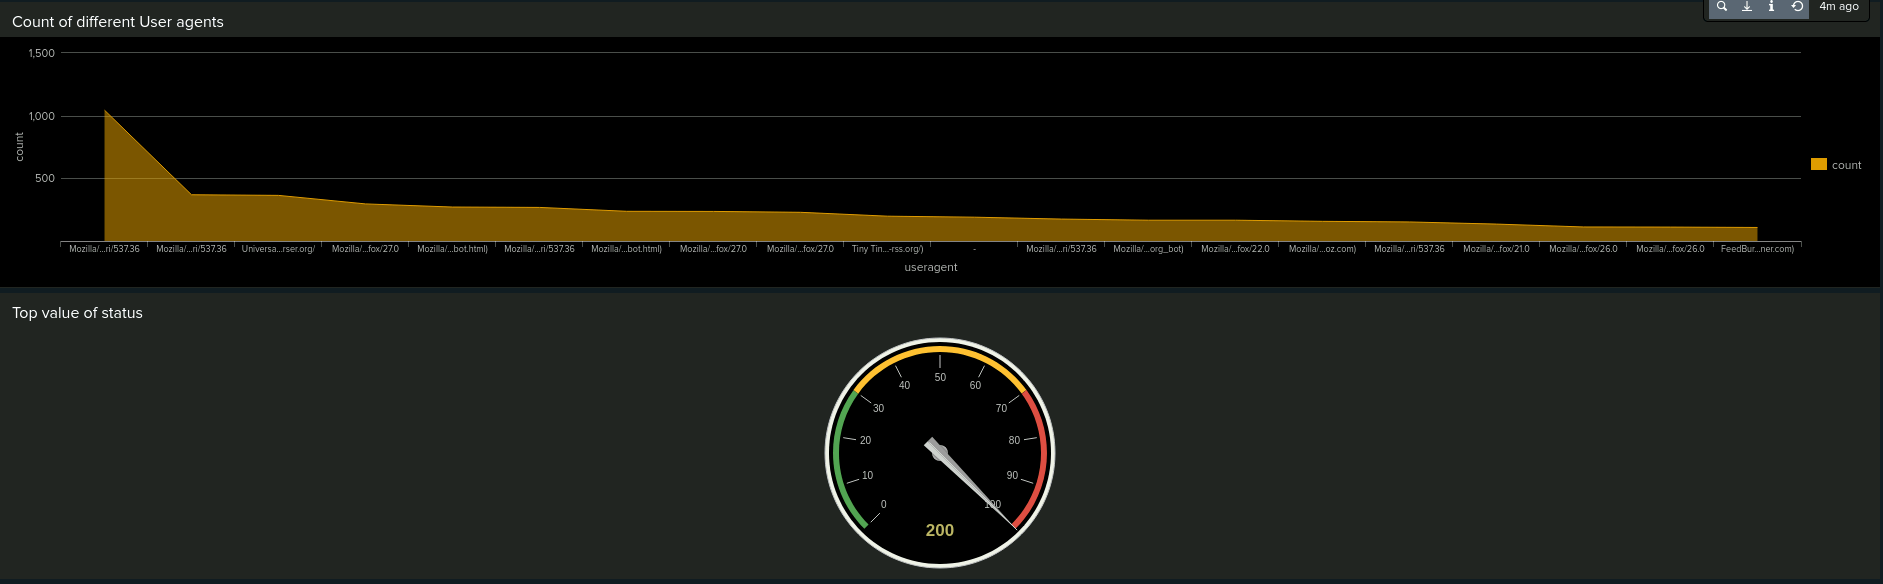 Count of different User agents
4m ago
1,500
1,000
500
count
count
Mozilla/...ri/537.36 Mozilla/...ri/537.36 Universa...rser.org/ Mozilla/...fox/27.0 Mozilla/...bot.html) Mozilla/...ri/537.36 Mozilla/...bot.html) Mozilla/...fox/27.0 Mozilla/...fox/27.0 Tiny Tin...-rss.org/) - Mozilla/...ri/537.36 Mozilla/...org_bot) Mozilla/...fox/22.0 Mozilla/...oz.com) Mozilla/...ri/537.36 Mozilla/...fox/21.0 Mozilla/...fox/26.0 Mozilla/...fox/26.0 FeedBur...ner.com)
useragent
Top value of status
0
10
20
30
40
50
60
70
80
90
100
200